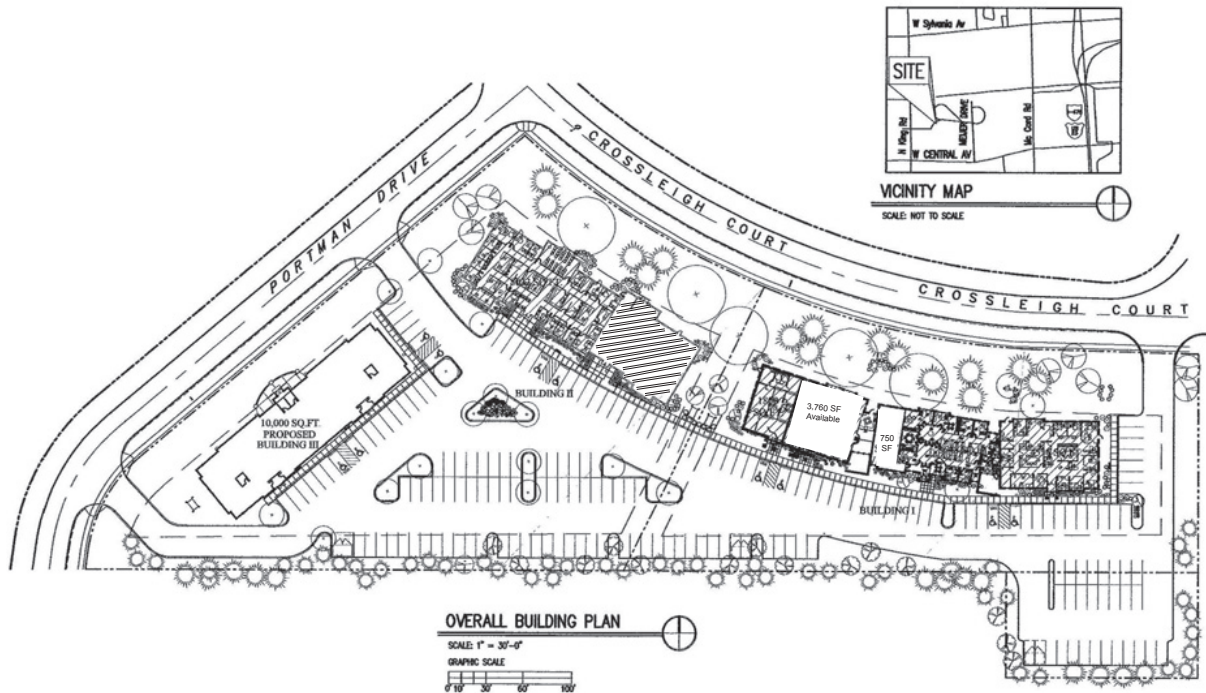 W Sylvania Av
SITE
N King Rd
MEWERY DRIVE
Mc Cord Rd
W CENTRAL AV
VICINITY MAP
SCALE: NOT TO SCALE
PORTMAN DRIVE
CROSSLEIGH COURT
CROSSLEIGH COURT
BUILDING II
10,000 SQ.FT.
PROPOSED
BUILDING III
3,760 SF
Available
750
SF
BUILDING I
OVERALL BUILDING PLAN
SCALE: 1" = 30'-0"
GRAPHIC SCALE
0' 10' 30' 60' 100'